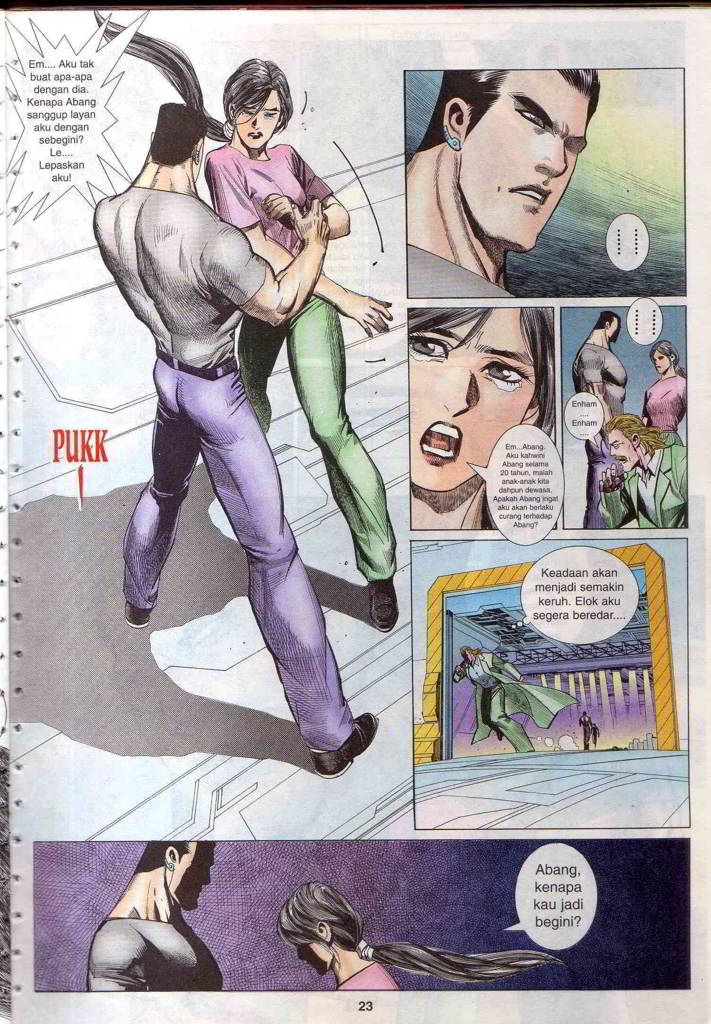 Em.... Aku tak
buat apa-apa
dengan dia.
Kenapa Abang
sanggup layan
aku dengan
sebegini?
Le....
Lepaskan
aku!
PUKK
!
Em...Abang.
Aku kahwini
Abang selama
20 tahun, malah
anak-anak kita
dahpun dewasa.
Apakah Abang ingat
aku akan berlaku
curang terhadap
Abang?
Enham
....
Enham
....
Keadaan akan
menjadi semakin
keruh. Elok aku
segera beredar....
Abang,
kenapa
kau jadi
begini?
23